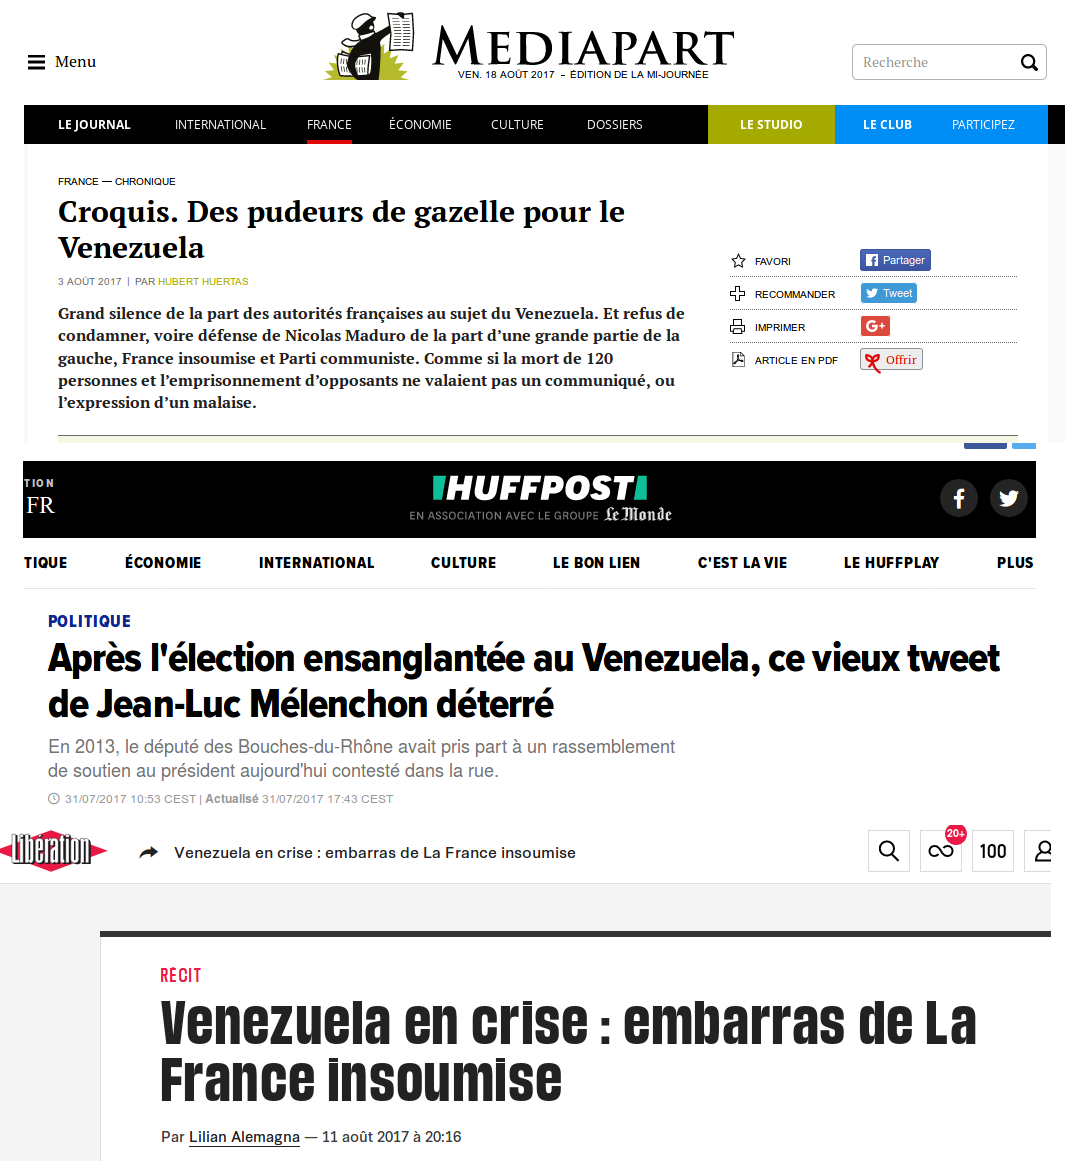 Menu
MEDIAPART
VEN. 18 AOÛT 2017 - ÉDITION DE LA MI-JOURNÉE
Recherche
LE JOURNAL INTERNATIONAL FRANCE ÉCONOMIE CULTURE DOSSIERS LE STUDIO LE CLUB PARTICIPEZ
FRANCE — CHRONIQUE
Croquis. Des pudeurs de gazelle pour le
Venezuela
3 AOÛT 2017 | PAR HUBERT HUERTAS
Grand silence de la part des autorités françaises au sujet du Venezuela. Et refus de
condamner, voire défense de Nicolas Maduro de la part d’une grande partie de la
gauche, France insoumise et Parti communiste. Comme si la mort de 120
personnes et l’emprisonnement d’opposants ne valaient pas un communiqué, ou
l’expression d’un malaise.
FAVORI Partager
RECOMMANDER Tweet
IMPRIMER G+
ARTICLE EN PDF Offrir
TION
FR
HUFFPOST
EN ASSOCIATION AVEC LE GROUPE Le Monde
TIQUE ÉCONOMIE INTERNATIONAL CULTURE LE BON LIEN C'EST LA VIE LE HUFFPLAY PLUS
POLITIQUE
Après l'élection ensanglantée au Venezuela, ce vieux tweet
de Jean-Luc Mélenchon déterré
En 2013, le député des Bouches-du-Rhône avait pris part à un rassemblement
de soutien au président aujourd'hui contesté dans la rue.
31/07/2017 10:53 CEST | Actualisé 31/07/2017 17:43 CEST
Libération Venezuela en crise : embarras de La France insoumise 20+ 100
RÉCIT
Venezuela en crise : embarras de La
France insoumise
Par Lilian Alemagna — 11 août 2017 à 20:16